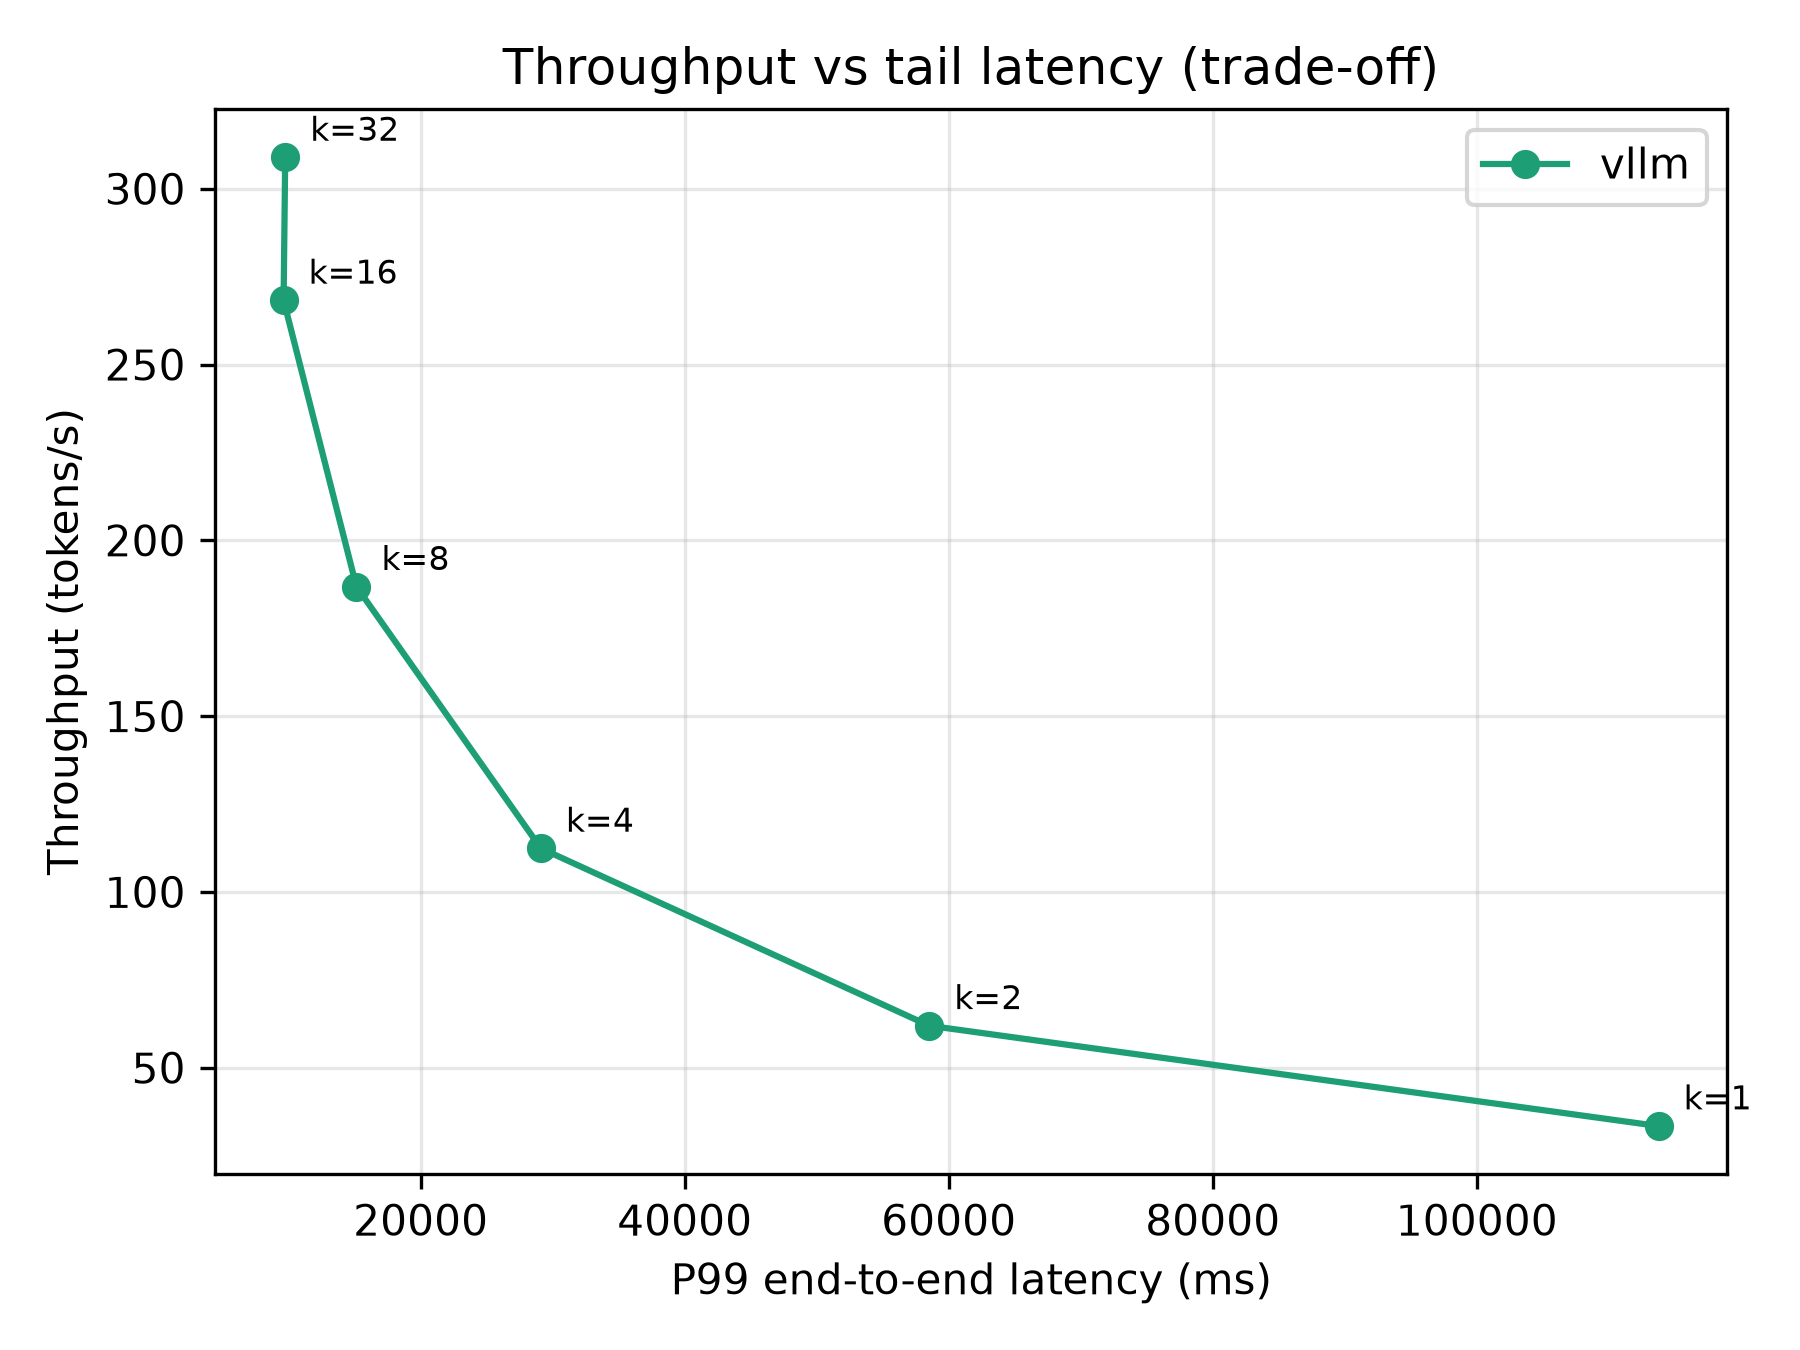 Throughput vs tail latency (trade-off)
vllm
k=32
k=16
k=8
k=4
k=2
k=1
300
250
200
150
100
50
Throughput (tokens/s)
20000 40000 60000 80000 100000
P99 end-to-end latency (ms)